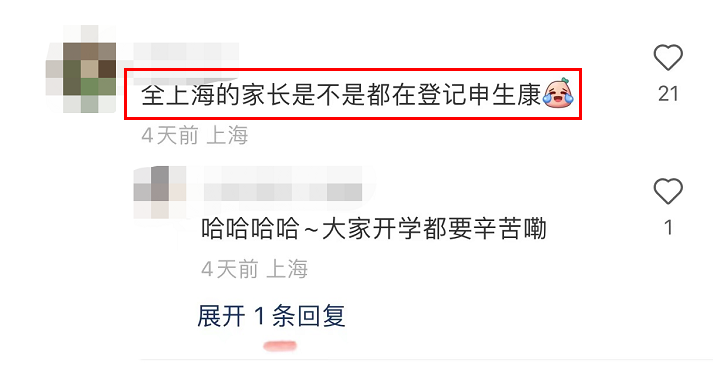 全上海的家长是不是都在登记申生康
21
4天前 上海
哈哈哈哈~大家开学都要辛苦嘞
1
4天前 上海
展开 1 条回复